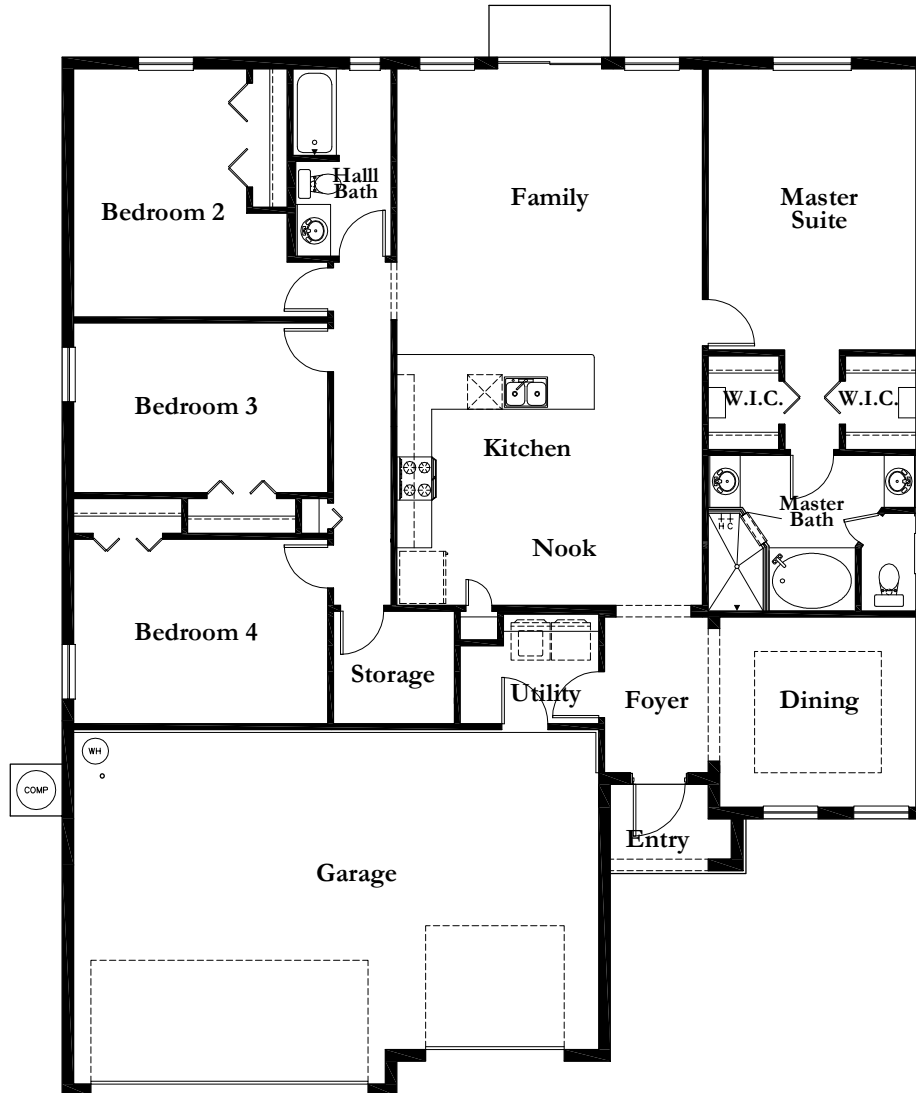 Halll
Bath
Family
Master
Suite
Bedroom 2
Bedroom 3
W.I.C.
W.I.C.
Kitchen
Master
Bath
H C
Nook
Bedroom 4
Storage
Utility
Foyer
Dining
WH
COMP
Entry
Garage